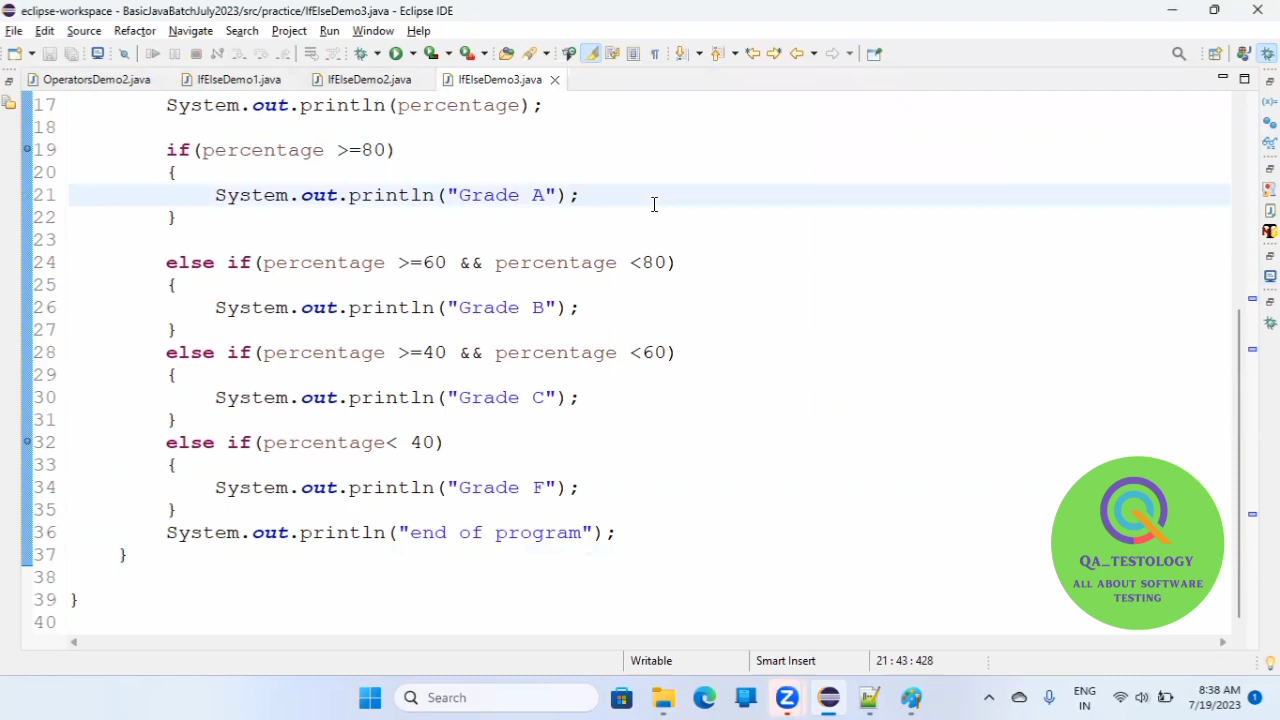 eclipse-workspace - BasicJavaBatchJuly2023/src/practice/IfElseDemo3.java - Eclipse IDE
File Edit Source Refactor Navigate Search Project Run Window Help
OperatorsDemo2.java IfElseDemo1.java IfElseDemo2.java IfElseDemo3.java
17 System.out.println(percentage);
18
19 if(percentage >=80)
20 {
21 System.out.println("Grade A");
22 }
23
24 else if(percentage >=60 && percentage <80)
25 {
26 System.out.println("Grade B");
27 }
28 else if(percentage >=40 && percentage <60)
29 {
30 System.out.println("Grade C");
31 }
32 else if(percentage< 40)
33 {
34 System.out.println("Grade F");
35 }
36 System.out.println("end of program");
37 }
38
39 }
40
QA_TESTOLOGY
ALL ABOUT SOFTWARE
TESTING
Writable Smart Insert 21 : 43 : 428
Search
ENG
IN
8:38 AM
7/19/2023
1